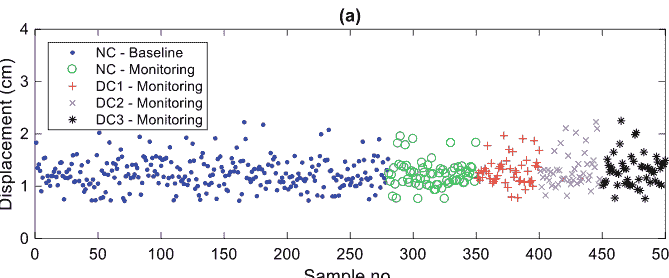 (a)
Displacement (cm)
4
3
2
1
0
NC - Baseline
NC - Monitoring
DC1 - Monitoring
DC2 - Monitoring
DC3 - Monitoring
0 50 100 150 200 250 300 350 400 450 500
Sample no